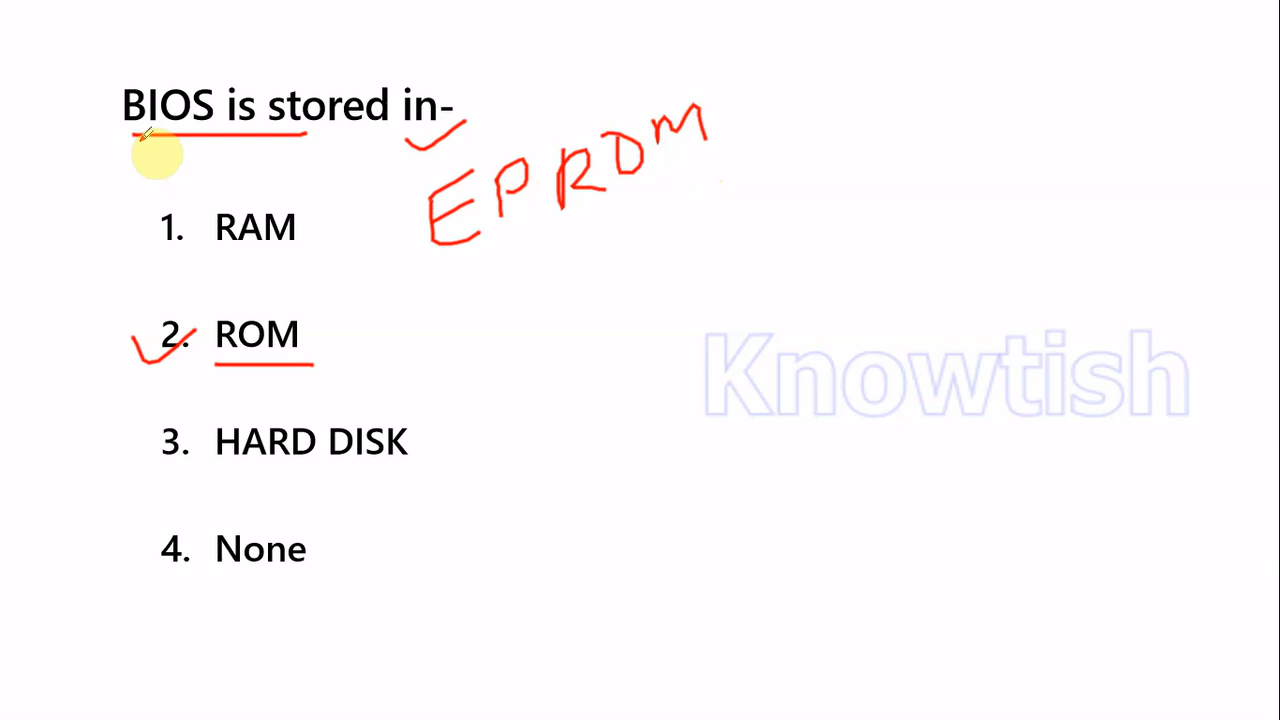 BIOS is stored in-
EPROM
1. RAM
2. ROM
3. HARD DISK
4. None
Knowtish